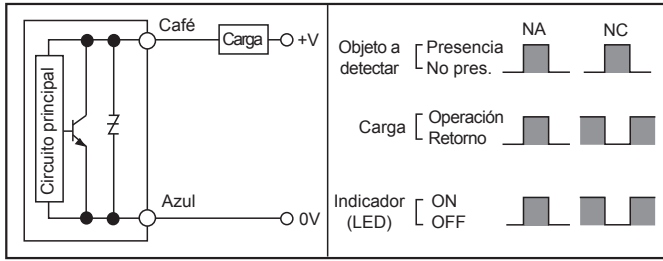 Circuito principal
Café
Carga
+V
Azul
0V
NA NC
Objeto a detectar
Presencia
No pres.
Carga
Operación
Retorno
Indicador (LED)
ON
OFF